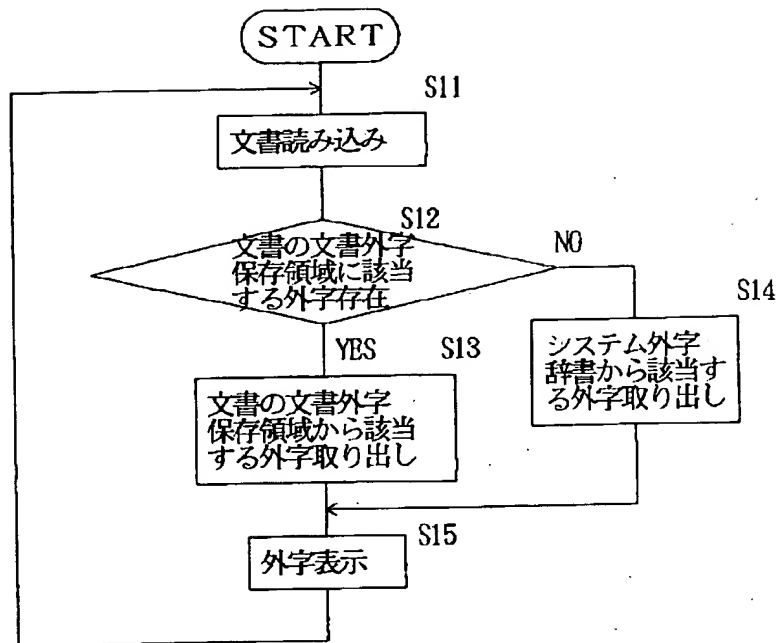 START
S11
文書読み込み
S12
文書の文書外字
保存領域に該当
する外字存在
NO
YES
S13
文書の文書外字
保存領域から該当
する外字取り出し
S14
システム外字
辞書から該当す
る外字取り出し
S15
外字表示